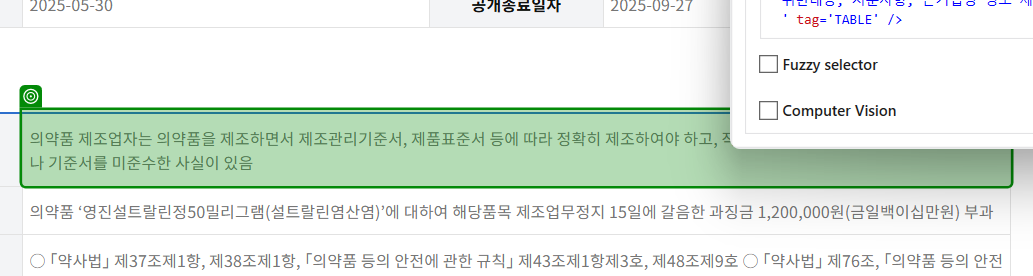 2025-05-30 공개종료일자 2025-09-27
' tag='TABLE' />
Fuzzy selector
Computer Vision
의약품 제조업자는 의약품을 제조하면서 제조관리기준서, 제품표준서 등에 따라 정확히 제조하여야 하고,
나 기준서를 미준수한 사실이 있음
의약품 ‘영진설트랄린정50밀리그램(설트랄린염산염)’에 대하여 해당품목 제조업무정지 15일에 갈음한 과징금 1,200,000원(금일백이십만원) 부과
○ ｢약사법｣ 제37조제1항, 제38조제1항, ｢의약품 등의 안전에 관한 규칙｣ 제43조제1항제3호, 제48조제9호 ○ ｢약사법｣ 제76조, ｢의약품 등의 안전